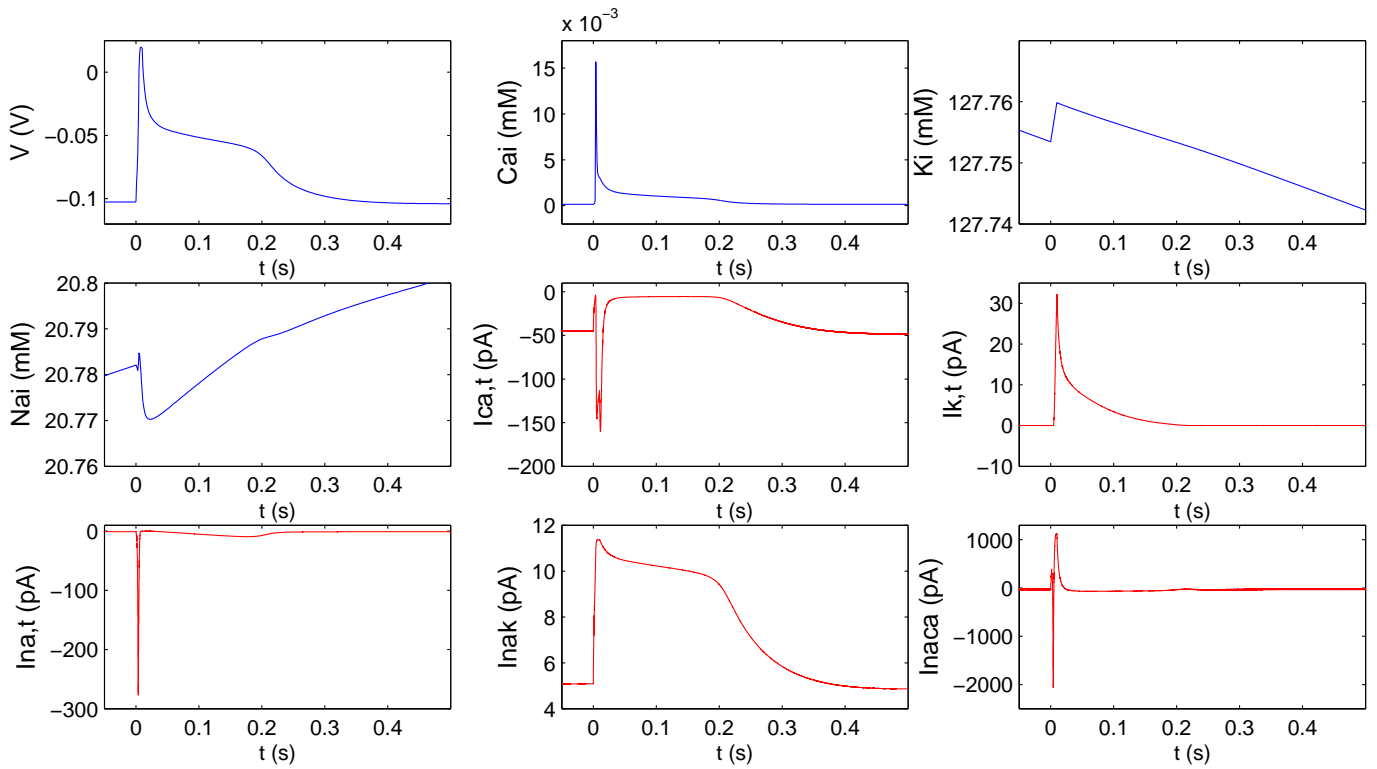 V (V)
0
−0.05
−0.1
0 0.1 0.2 0.3 0.4
t (s)
x 10−3
Cai (mM)
15
10
5
0
0 0.1 0.2 0.3 0.4
t (s)
Ki (mM)
127.76
127.75
127.74
0 0.1 0.2 0.3 0.4
t (s)
Nai (mM)
20.8
20.79
20.78
20.77
20.76
0 0.1 0.2 0.3 0.4
t (s)
Ica,t (pA)
0
−50
−100
−150
−200
0 0.1 0.2 0.3 0.4
t (s)
Ik,t (pA)
30
20
10
0
−10
0 0.1 0.2 0.3 0.4
t (s)
Ina,t (pA)
0
−100
−200
−300
0 0.1 0.2 0.3 0.4
t (s)
Inak (pA)
12
10
8
6
4
0 0.1 0.2 0.3 0.4
t (s)
Inaca (pA)
1000
0
−1000
−2000
0 0.1 0.2 0.3 0.4
t (s)